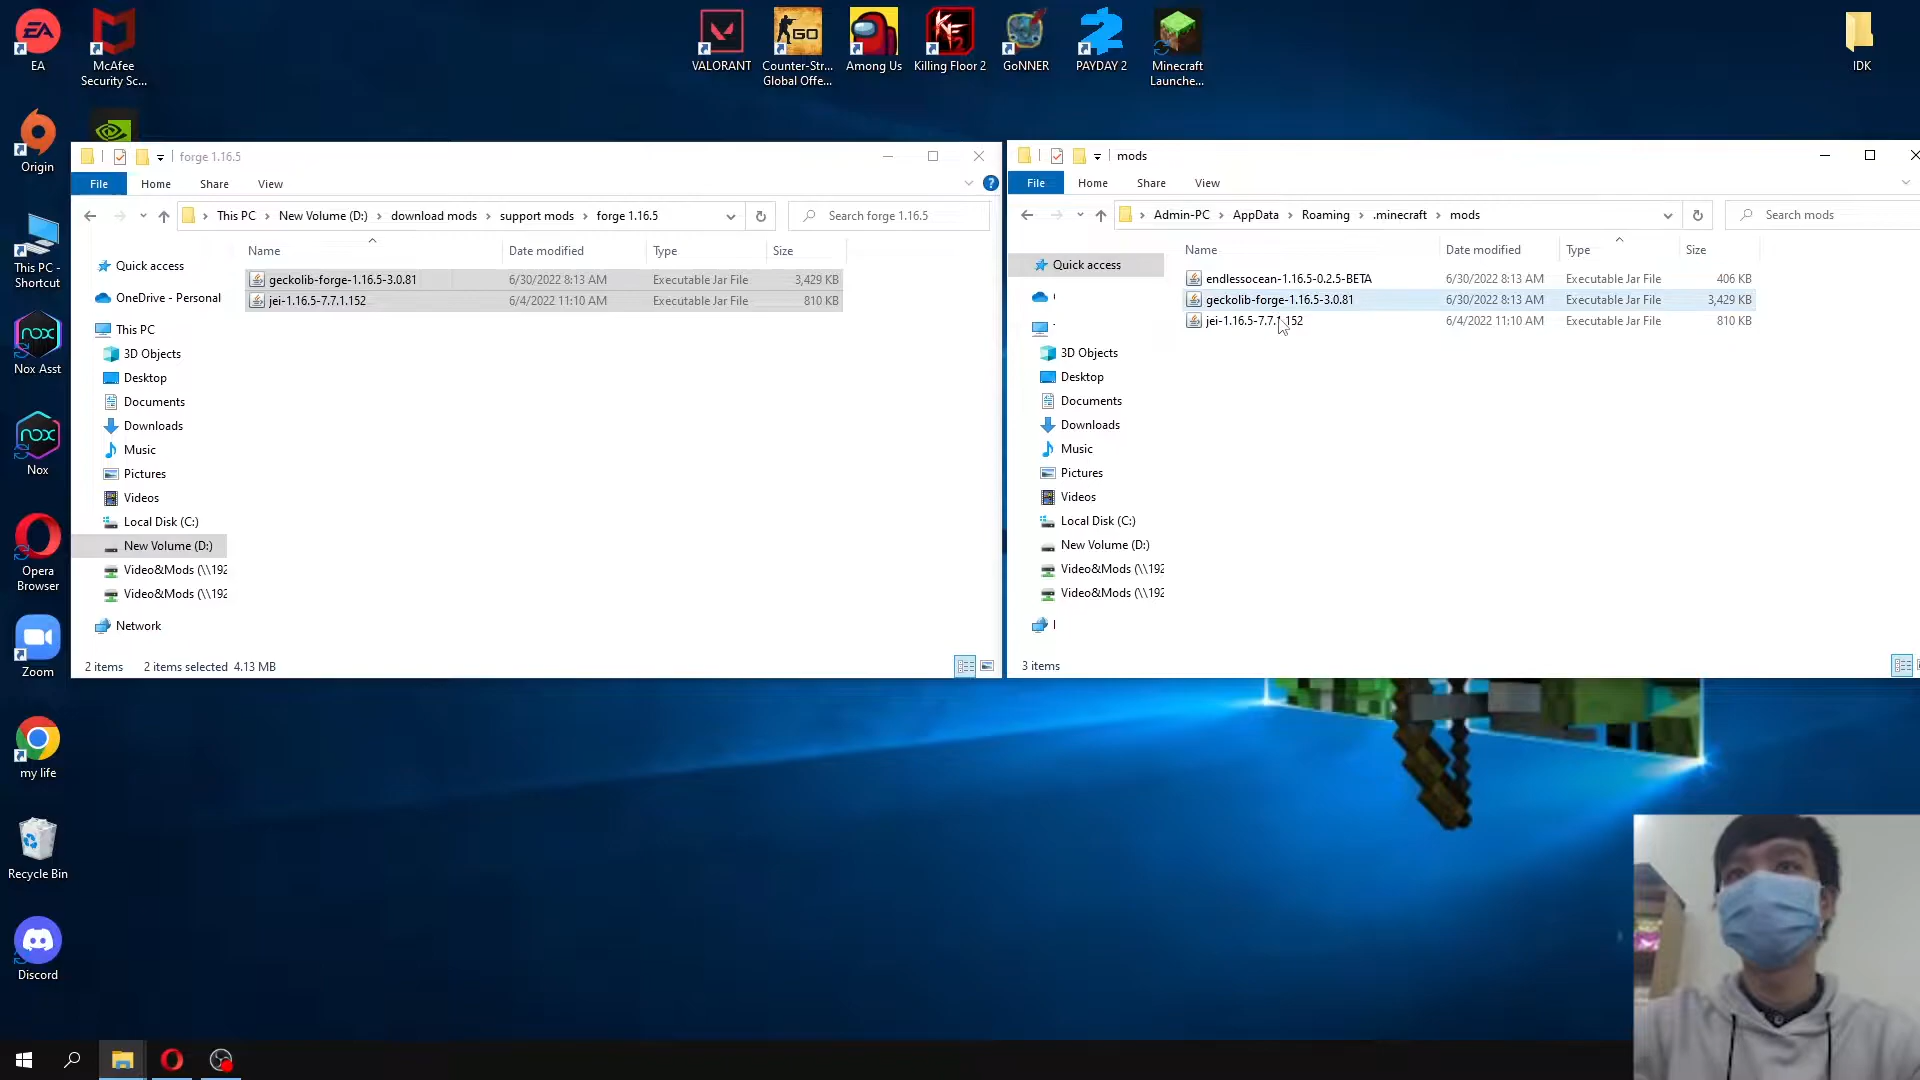 EA
McAfee
Security Sc...
VALORANT
Counter-Str...
Global Offe...
Among Us
Killing Floor 2
GoNNER
PAYDAY 2
Minecraft
Launche...
IDK
Origin
This PC -
Shortcut
Nox Asst
Nox
Opera
Browser
Zoom
my life
Recycle Bin
Discord
forge 1.16.5
File Home Share View
This PC New Volume (D:) download mods support mods forge 1.16.5
Search forge 1.16.5
Name Date modified Type Size
geckolib-forge-1.16.5-3.0.81 6/30/2022 8:13 AM Executable Jar File 3,429 KB
jei-1.16.5-7.7.1.152 6/4/2022 11:10 AM Executable Jar File 810 KB
Quick access
OneDrive - Personal
This PC
3D Objects
Desktop
Documents
Downloads
Music
Pictures
Videos
Local Disk (C:)
New Volume (D:)
Video&Mods (\\192
Video&Mods (\\192
Network
2 items 2 items selected 4.13 MB
mods
File Home Share View
Admin-PC AppData Roaming .minecraft mods
Search mods
Name Date modified Type Size
endlessocean-1.16.5-0.2.5-BETA 6/30/2022 8:13 AM Executable Jar File 406 KB
geckolib-forge-1.16.5-3.0.81 6/30/2022 8:13 AM Executable Jar File 3,429 KB
jei-1.16.5-7.7.1.152 6/4/2022 11:10 AM Executable Jar File 810 KB
Quick access
3D Objects
Desktop
Documents
Downloads
Music
Pictures
Videos
Local Disk (C:)
New Volume (D:)
Video&Mods (\\192
Video&Mods (\\192
3 items